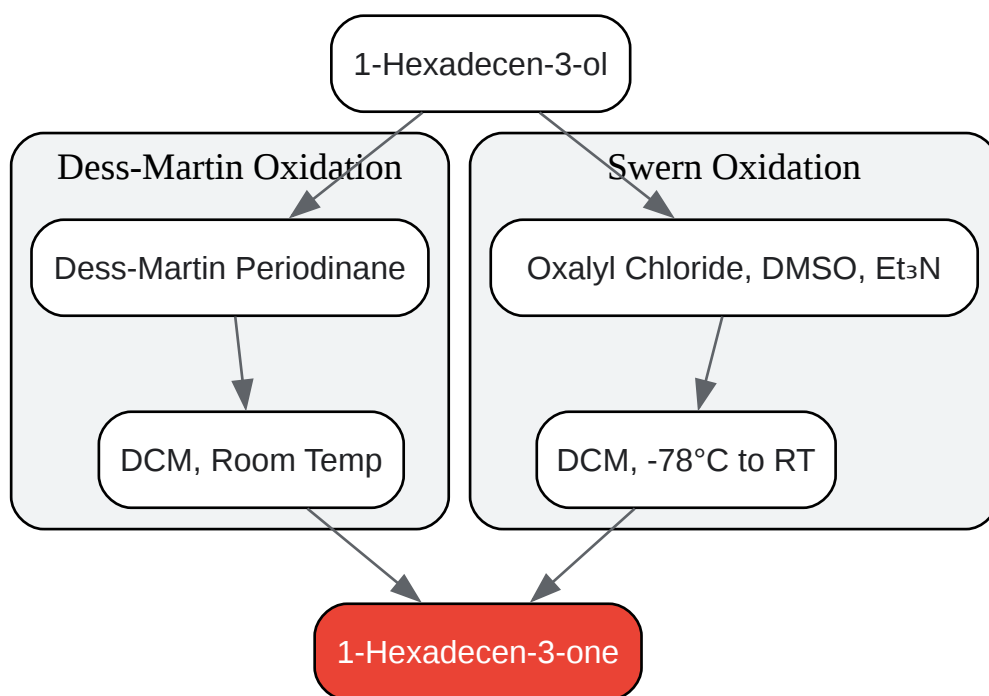 1-Hexadecen-3-ol
Dess-Martin Oxidation
Swern Oxidation
Dess-Martin Periodinane
Oxalyl Chloride, DMSO, Et₃N
DCM, Room Temp
DCM, -78°C to RT
1-Hexadecen-3-one